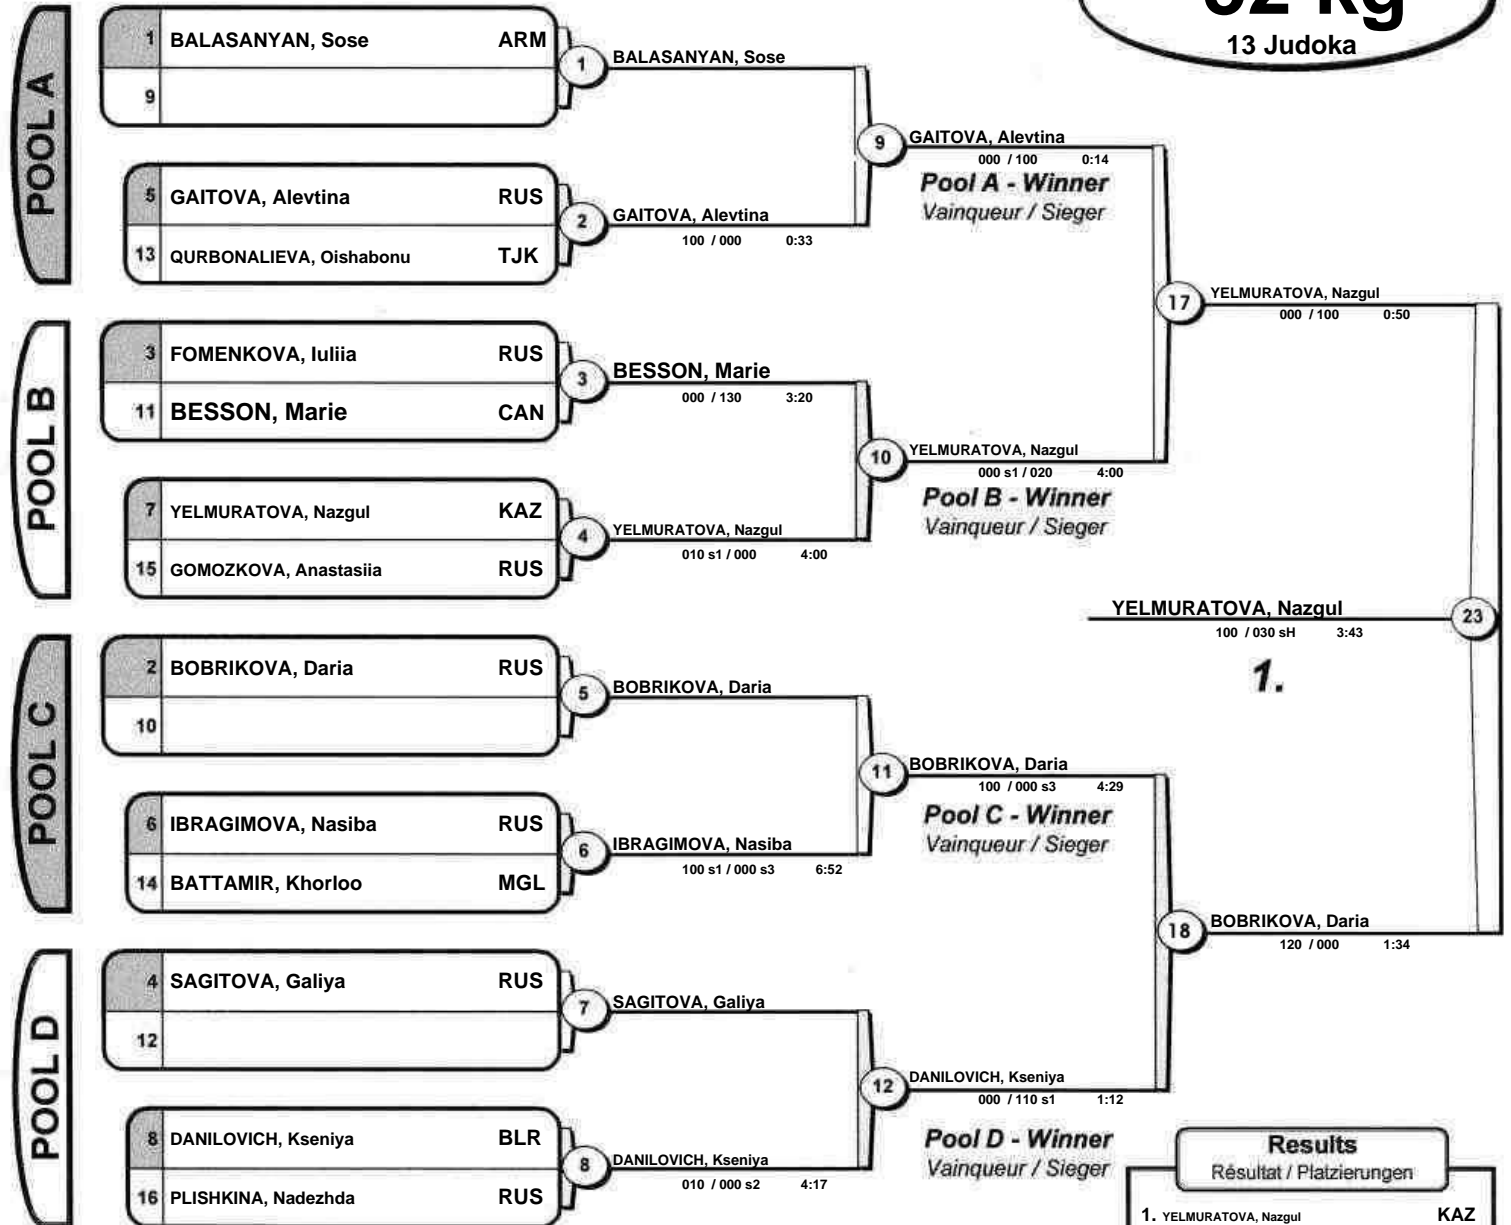 13 Judoka
POOL A
1 BALASANYAN, Sose ARM
9
1 BALASANYAN, Sose
5 GAITOVA, Alevtina RUS
13 QURBONALIEVA, Oishabonu TJK
2 GAITOVA, Alevtina
100 / 000 0:33
9 GAITOVA, Alevtina
000 / 100 0:14
Pool A - Winner
Vainqueur / Sieger
POOL B
3 FOMENKOVA, Iuliia RUS
11 BESSON, Marie CAN
3 BESSON, Marie
000 / 130 3:20
7 YELMURATOVA, Nazgul KAZ
15 GOMOZKOVA, Anastasiia RUS
4 YELMURATOVA, Nazgul
010 s1 / 000 4:00
10 YELMURATOVA, Nazgul
000 s1 / 020 4:00
Pool B - Winner
Vainqueur / Sieger
17 YELMURATOVA, Nazgul
000 / 100 0:50
YELMURATOVA, Nazgul 23
100 / 030 sH 3:43
1.
POOL C
2 BOBRIKOVA, Daria RUS
10
5 BOBRIKOVA, Daria
6 IBRAGIMOVA, Nasiba RUS
14 BATTAMIR, Khorloo MGL
6 IBRAGIMOVA, Nasiba
100 s1 / 000 s3 6:52
11 BOBRIKOVA, Daria
100 / 000 s3 4:29
Pool C - Winner
Vainqueur / Sieger
18 BOBRIKOVA, Daria
120 / 000 1:34
POOL D
4 SAGITOVA, Galiya RUS
12
7 SAGITOVA, Galiya
8 DANILOVICH, Kseniya BLR
16 PLISHKINA, Nadezhda RUS
8 DANILOVICH, Kseniya
010 / 000 s2 4:17
12 DANILOVICH, Kseniya
000 / 110 s1 1:12
Pool D - Winner
Vainqueur / Sieger
Results
Résultat / Platzierungen
1. YELMURATOVA, Nazgul KAZ